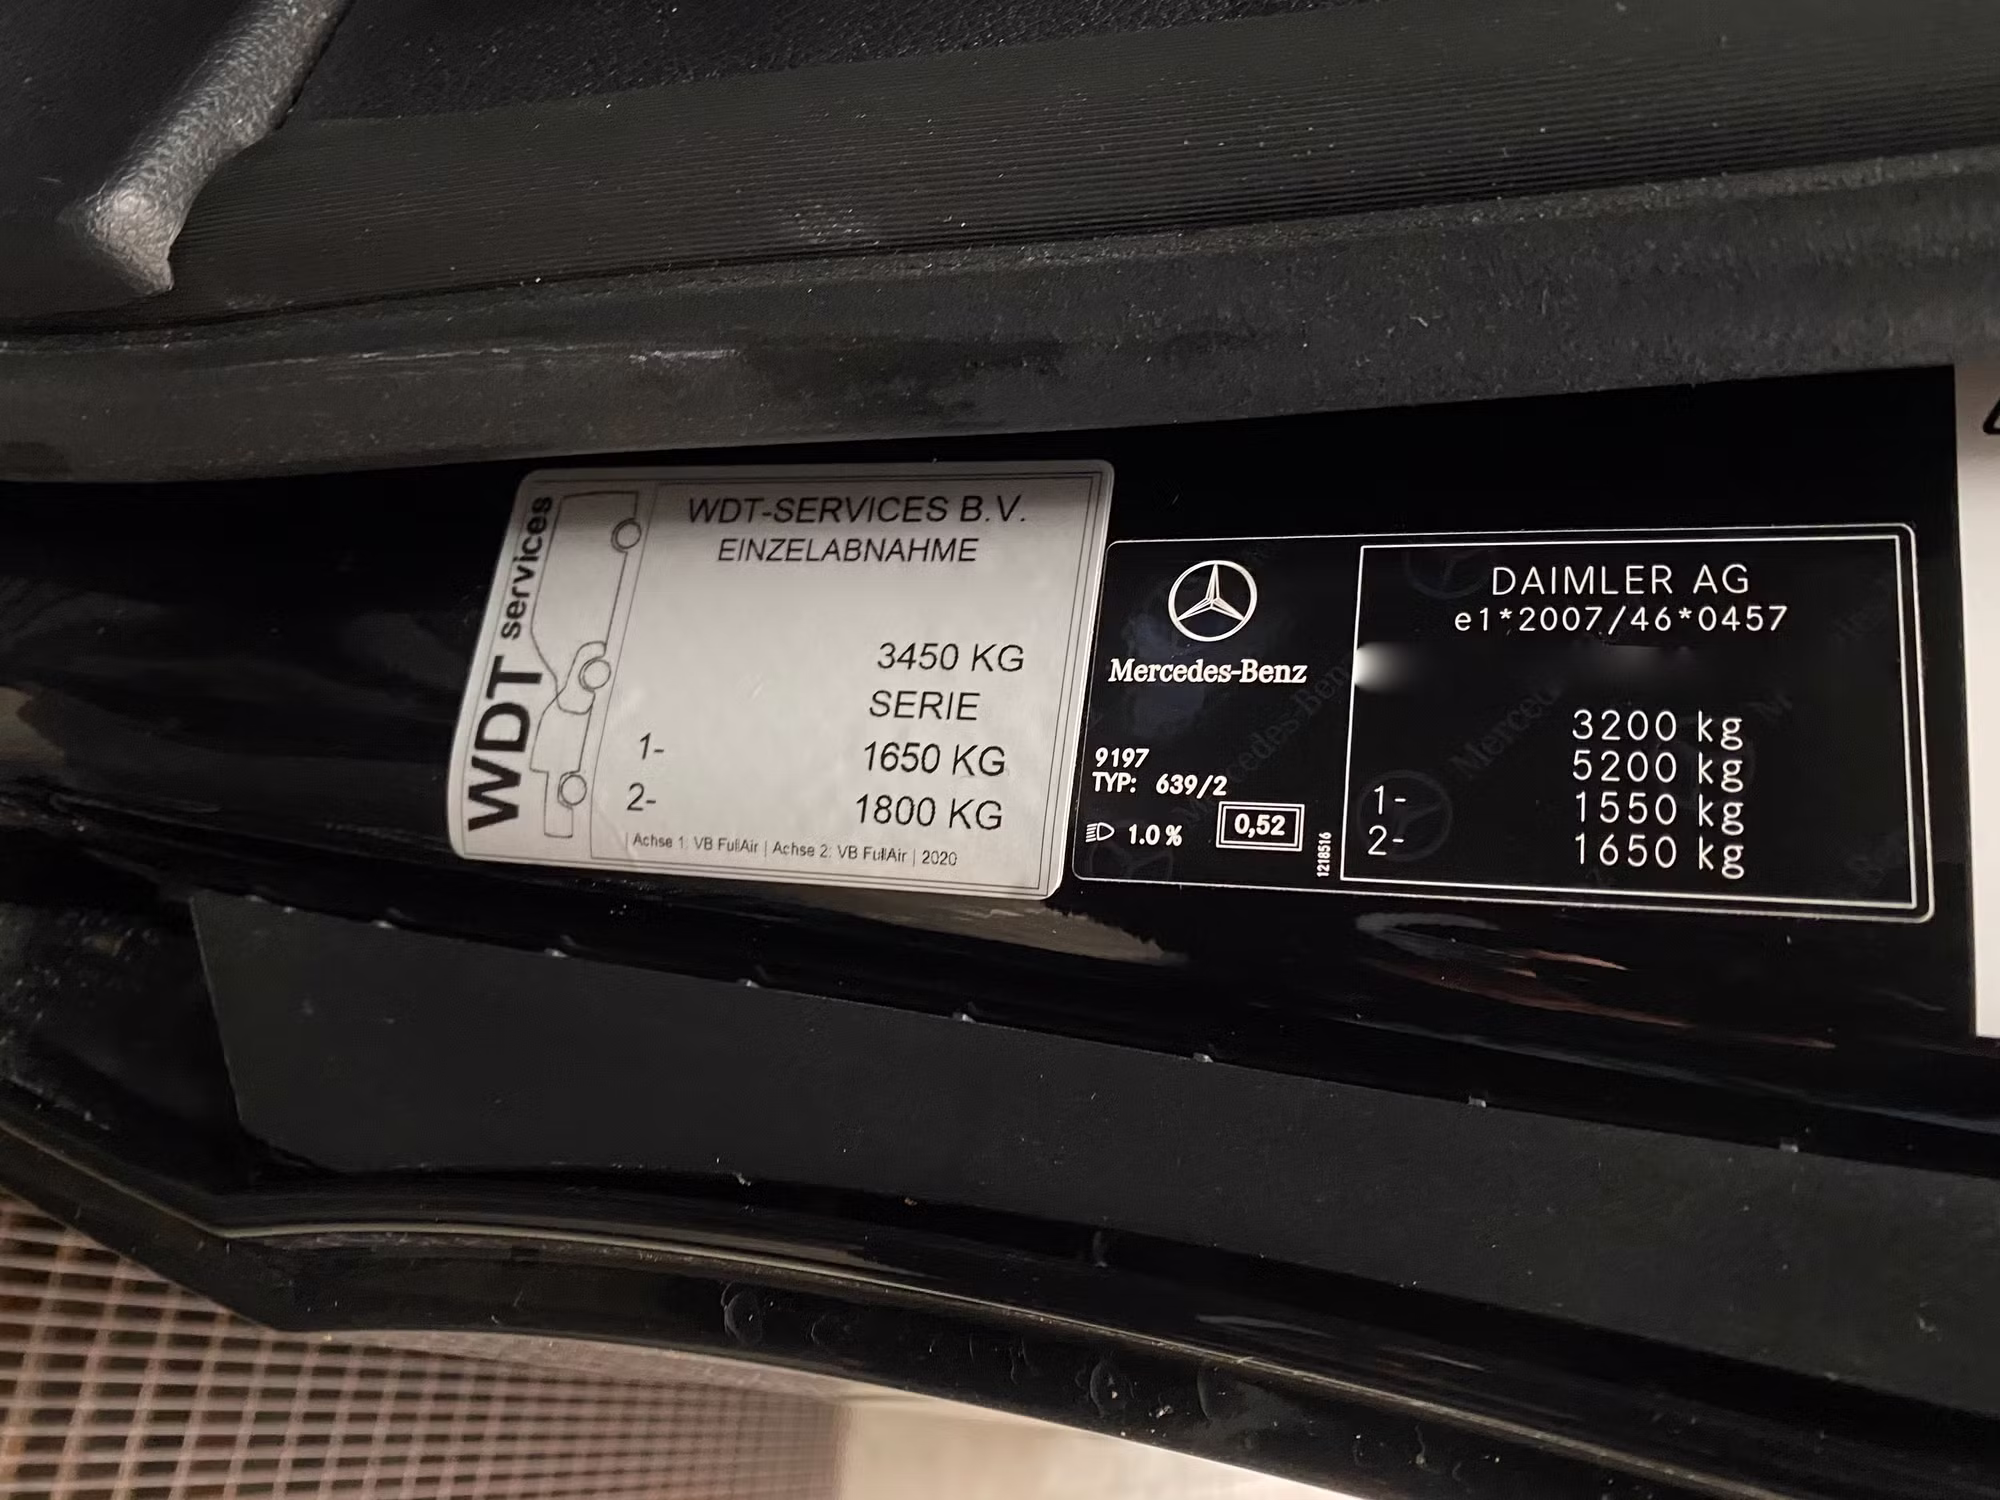 WDT services
WDT-SERVICES B.V.
EINZELABNAHME
3450 KG
SERIE
1- 1650 KG
2- 1800 KG
| Achse 1: VB FullAir | Achse 2: VB FullAir | 2020
Mercedes-Benz
9197
TYP: 639/2
1.0 %
0,52
1218516
DAIMLER AG
e1*2007/46*0457
3200 kg
5200 kg
1- 1550 kg
2- 1650 kg